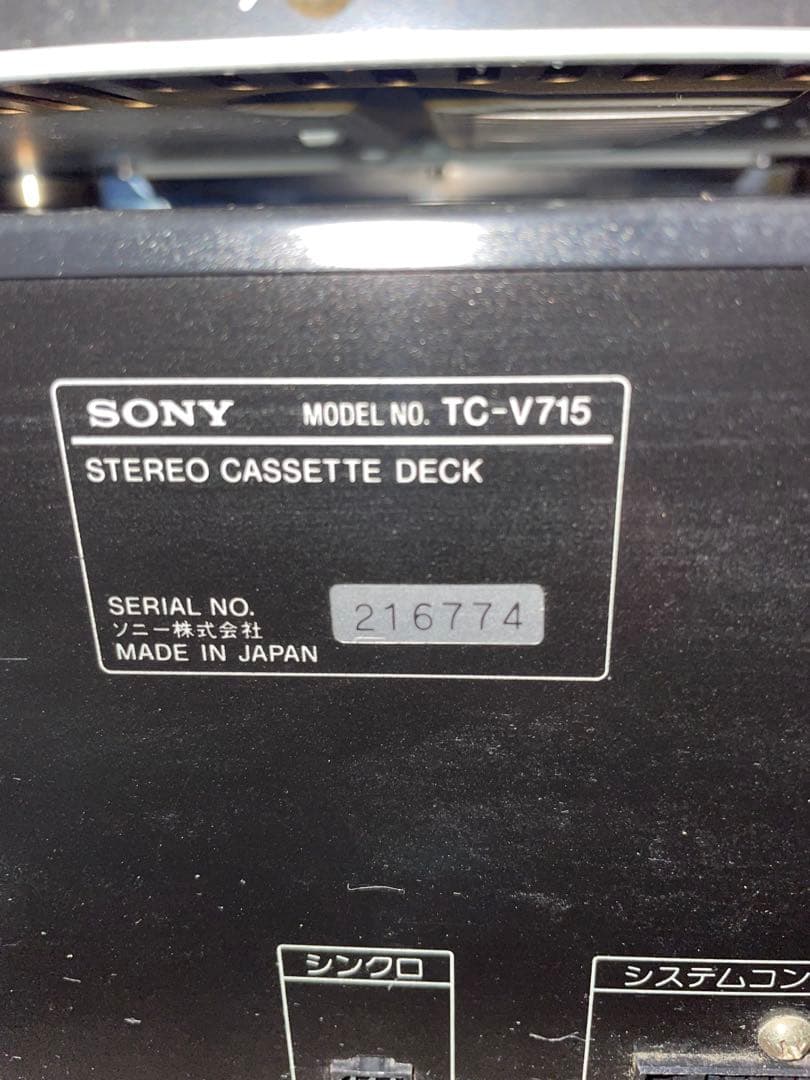 SONY MODEL NO. TC-V715
STEREO CASSETTE DECK
SERIAL NO. 216774
ソニー株式会社
MADE IN JAPAN
シンクロ システムコン